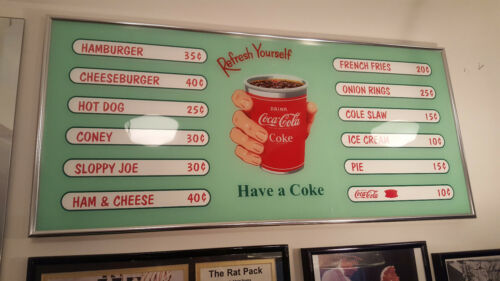 Refresh Yourself
HAMBURGER 35¢
CHEESEBURGER 40¢
HOT DOG 25¢
CONEY 30¢
SLOPPY JOE 30¢
HAM & CHEESE 40¢
DRINK
Coca-Cola
Coke
Have a Coke
FRENCH FRIES 20¢
ONION RINGS 25¢
COLE SLAW 15¢
ICE CREAM 10¢
PIE 15¢
Coca-Cola 10¢
The Rat Pack